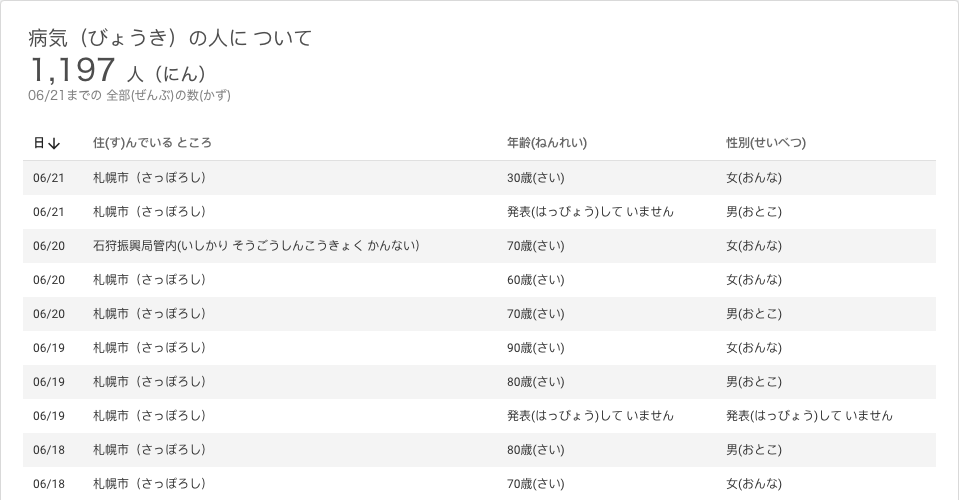 病気（びょうき）の人に ついて
1,197 人（にん）
06/21までの 全部(ぜんぶ)の数(かず)
日↓ 住(す)んでいる ところ 年齢(ねんれい) 性別(せいべつ)
06/21 札幌市（さっぽろし） 30歳(さい) 女(おんな)
06/21 札幌市（さっぽろし） 発表(はっぴょう)して いません 男(おとこ)
06/20 石狩振興局管内(いしかり そうごうしんこうきょく かんない） 70歳(さい) 女(おんな)
06/20 札幌市（さっぽろし） 60歳(さい) 女(おんな)
06/20 札幌市（さっぽろし） 70歳(さい) 男(おとこ)
06/19 札幌市（さっぽろし） 90歳(さい) 女(おんな)
06/19 札幌市（さっぽろし） 80歳(さい) 男(おとこ)
06/19 札幌市（さっぽろし） 発表(はっぴょう)して いません 発表(はっぴょう)して いません
06/18 札幌市（さっぽろし） 80歳(さい) 男(おとこ)
06/18 札幌市（さっぽろし） 70歳(さい) 女(おんな)